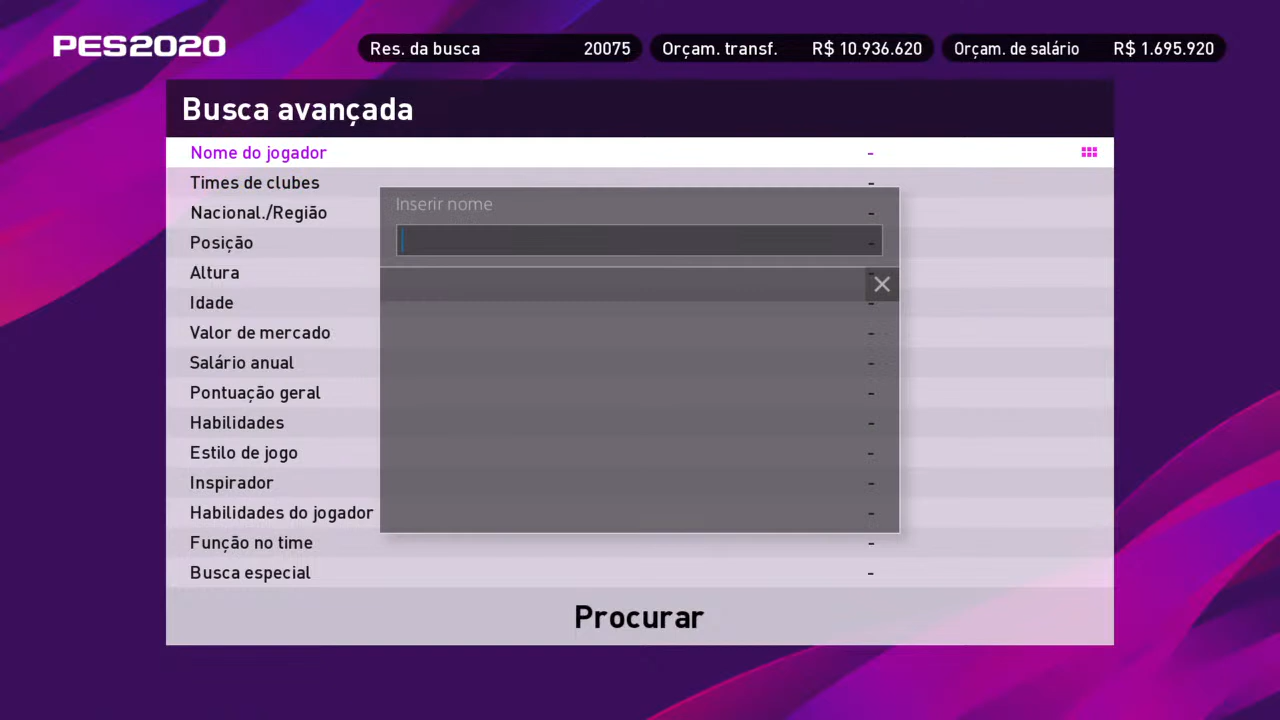 PES2020
Res. da busca 20075 Orçam. transf. R$ 10.936.620 Orçam. de salário R$ 1.695.920
Busca avançada
Nome do jogador -
Times de clubes -
Inserir nome
Nacional./Região -
Posição -
Altura -
Idade -
Valor de mercado -
Salário anual -
Pontuação geral -
Habilidades -
Estilo de jogo -
Inspirador -
Habilidades do jogador -
Função no time -
Busca especial -
Procurar